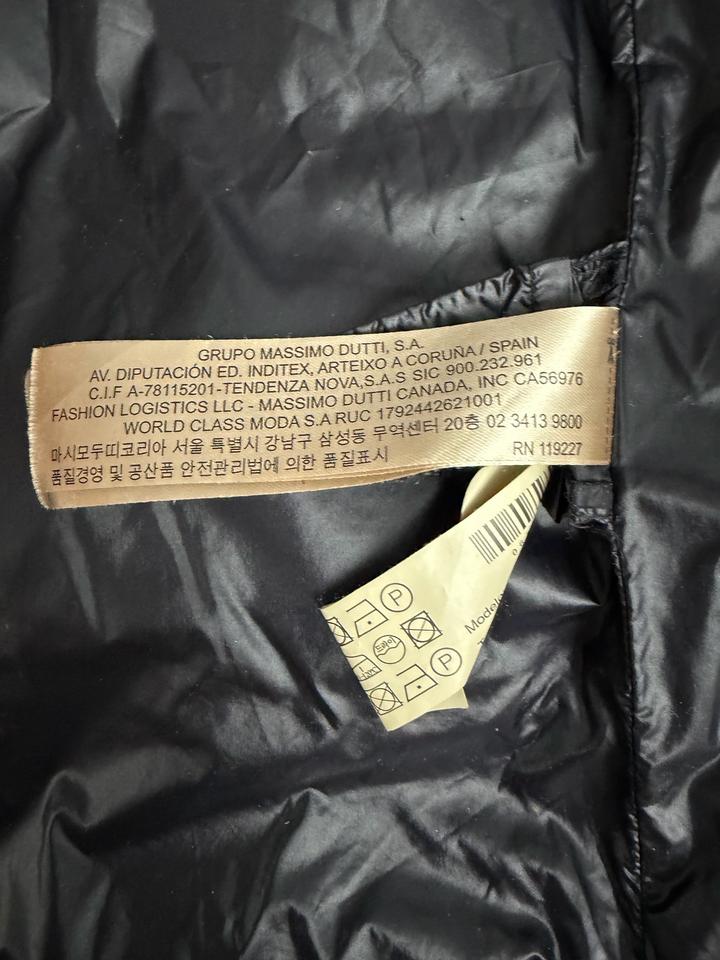 GRUPO MASSIMO DUTTI, S.A.
AV. DIPUTACIÓN ED. INDITEX, ARTEIXO A CORUÑA / SPAIN
C.I.F A-78115201-TENDENZA NOVA,S.A.S SIC 900.232.961
FASHION LOGISTICS LLC - MASSIMO DUTTI CANADA, INC CA56976
WORLD CLASS MODA S.A RUC 1792442621001
마시모두띠코리아 서울 특별시 강남구 삼성동 무역센터 20층 02 3413 9800
품질경영 및 공산품 안전관리법에 의한 품질표시 RN 119227
P
드라이
P